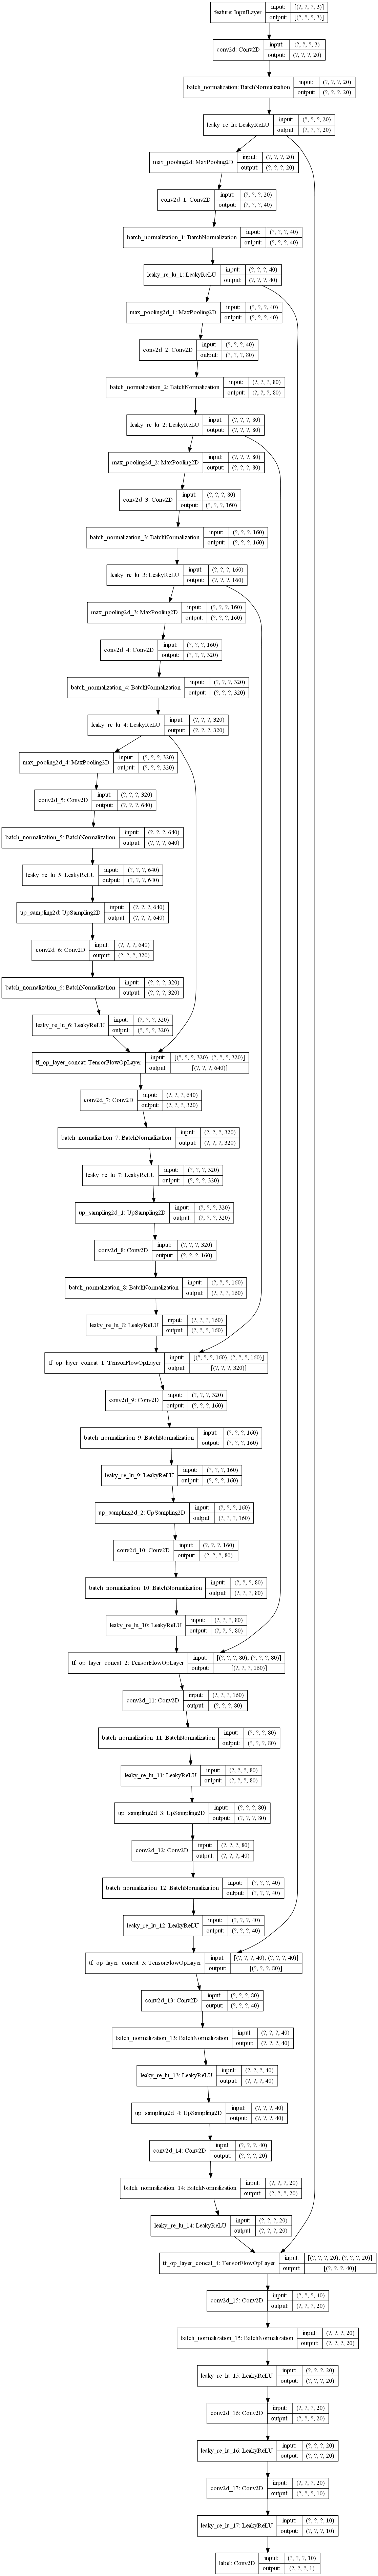 feature: InputLayer input: [(?, ?, ?, 3)]
output: [(?, ?, ?, 3)]
conv2d: Conv2D input: (?, ?, ?, 3)
output: (?, ?, ?, 20)
batch_normalization: BatchNormalization input: (?, ?, ?, 20)
output: (?, ?, ?, 20)
leaky_re_lu: LeakyReLU input: (?, ?, ?, 20)
output: (?, ?, ?, 20)
max_pooling2d: MaxPooling2D input: (?, ?, ?, 20)
output: (?, ?, ?, 20)
conv2d_1: Conv2D input: (?, ?, ?, 20)
output: (?, ?, ?, 40)
batch_normalization_1: BatchNormalization input: (?, ?, ?, 40)
output: (?, ?, ?, 40)
leaky_re_lu_1: LeakyReLU input: (?, ?, ?, 40)
output: (?, ?, ?, 40)
max_pooling2d_1: MaxPooling2D input: (?, ?, ?, 40)
output: (?, ?, ?, 40)
conv2d_2: Conv2D input: (?, ?, ?, 40)
output: (?, ?, ?, 80)
batch_normalization_2: BatchNormalization input: (?, ?, ?, 80)
output: (?, ?, ?, 80)
leaky_re_lu_2: LeakyReLU input: (?, ?, ?, 80)
output: (?, ?, ?, 80)
max_pooling2d_2: MaxPooling2D input: (?, ?, ?, 80)
output: (?, ?, ?, 80)
conv2d_3: Conv2D input: (?, ?, ?, 80)
output: (?, ?, ?, 160)
batch_normalization_3: BatchNormalization input: (?, ?, ?, 160)
output: (?, ?, ?, 160)
leaky_re_lu_3: LeakyReLU input: (?, ?, ?, 160)
output: (?, ?, ?, 160)
max_pooling2d_3: MaxPooling2D input: (?, ?, ?, 160)
output: (?, ?, ?, 160)
conv2d_4: Conv2D input: (?, ?, ?, 160)
output: (?, ?, ?, 320)
batch_normalization_4: BatchNormalization input: (?, ?, ?, 320)
output: (?, ?, ?, 320)
leaky_re_lu_4: LeakyReLU input: (?, ?, ?, 320)
output: (?, ?, ?, 320)
max_pooling2d_4: MaxPooling2D input: (?, ?, ?, 320)
output: (?, ?, ?, 320)
conv2d_5: Conv2D input: (?, ?, ?, 320)
output: (?, ?, ?, 640)
batch_normalization_5: BatchNormalization input: (?, ?, ?, 640)
output: (?, ?, ?, 640)
leaky_re_lu_5: LeakyReLU input: (?, ?, ?, 640)
output: (?, ?, ?, 640)
up_sampling2d: UpSampling2D input: (?, ?, ?, 640)
output: (?, ?, ?, 640)
conv2d_6: Conv2D input: (?, ?, ?, 640)
output: (?, ?, ?, 320)
batch_normalization_6: BatchNormalization input: (?, ?, ?, 320)
output: (?, ?, ?, 320)
leaky_re_lu_6: LeakyReLU input: (?, ?, ?, 320)
output: (?, ?, ?, 320)
tf_op_layer_concat: TensorFlowOpLayer input: [(?, ?, ?, 320), (?, ?, ?, 320)]
output: [(?, ?, ?, 640)]
conv2d_7: Conv2D input: (?, ?, ?, 640)
output: (?, ?, ?, 320)
batch_normalization_7: BatchNormalization input: (?, ?, ?, 320)
output: (?, ?, ?, 320)
leaky_re_lu_7: LeakyReLU input: (?, ?, ?, 320)
output: (?, ?, ?, 320)
up_sampling2d_1: UpSampling2D input: (?, ?, ?, 320)
output: (?, ?, ?, 320)
conv2d_8: Conv2D input: (?, ?, ?, 320)
output: (?, ?, ?, 160)
batch_normalization_8: BatchNormalization input: (?, ?, ?, 160)
output: (?, ?, ?, 160)
leaky_re_lu_8: LeakyReLU input: (?, ?, ?, 160)
output: (?, ?, ?, 160)
tf_op_layer_concat_1: TensorFlowOpLayer input: [(?, ?, ?, 160), (?, ?, ?, 160)]
output: [(?, ?, ?, 320)]
conv2d_9: Conv2D input: (?, ?, ?, 320)
output: (?, ?, ?, 160)
batch_normalization_9: BatchNormalization input: (?, ?, ?, 160)
output: (?, ?, ?, 160)
leaky_re_lu_9: LeakyReLU input: (?, ?, ?, 160)
output: (?, ?, ?, 160)
up_sampling2d_2: UpSampling2D input: (?, ?, ?, 160)
output: (?, ?, ?, 160)
conv2d_10: Conv2D input: (?, ?, ?, 160)
output: (?, ?, ?, 80)
batch_normalization_10: BatchNormalization input: (?, ?, ?, 80)
output: (?, ?, ?, 80)
leaky_re_lu_10: LeakyReLU input: (?, ?, ?, 80)
output: (?, ?, ?, 80)
tf_op_layer_concat_2: TensorFlowOpLayer input: [(?, ?, ?, 80), (?, ?, ?, 80)]
output: [(?, ?, ?, 160)]
conv2d_11: Conv2D input: (?, ?, ?, 160)
output: (?, ?, ?, 80)
batch_normalization_11: BatchNormalization input: (?, ?, ?, 80)
output: (?, ?, ?, 80)
leaky_re_lu_11: LeakyReLU input: (?, ?, ?, 80)
output: (?, ?, ?, 80)
up_sampling2d_3: UpSampling2D input: (?, ?, ?, 80)
output: (?, ?, ?, 80)
conv2d_12: Conv2D input: (?, ?, ?, 80)
output: (?, ?, ?, 40)
batch_normalization_12: BatchNormalization input: (?, ?, ?, 40)
output: (?, ?, ?, 40)
leaky_re_lu_12: LeakyReLU input: (?, ?, ?, 40)
output: (?, ?, ?, 40)
tf_op_layer_concat_3: TensorFlowOpLayer input: [(?, ?, ?, 40), (?, ?, ?, 40)]
output: [(?, ?, ?, 80)]
conv2d_13: Conv2D input: (?, ?, ?, 80)
output: (?, ?, ?, 40)
batch_normalization_13: BatchNormalization input: (?, ?, ?, 40)
output: (?, ?, ?, 40)
leaky_re_lu_13: LeakyReLU input: (?, ?, ?, 40)
output: (?, ?, ?, 40)
up_sampling2d_4: UpSampling2D input: (?, ?, ?, 40)
output: (?, ?, ?, 40)
conv2d_14: Conv2D input: (?, ?, ?, 40)
output: (?, ?, ?, 20)
batch_normalization_14: BatchNormalization input: (?, ?, ?, 20)
output: (?, ?, ?, 20)
leaky_re_lu_14: LeakyReLU input: (?, ?, ?, 20)
output: (?, ?, ?, 20)
tf_op_layer_concat_4: TensorFlowOpLayer input: [(?, ?, ?, 20), (?, ?, ?, 20)]
output: [(?, ?, ?, 40)]
conv2d_15: Conv2D input: (?, ?, ?, 40)
output: (?, ?, ?, 20)
batch_normalization_15: BatchNormalization input: (?, ?, ?, 20)
output: (?, ?, ?, 20)
leaky_re_lu_15: LeakyReLU input: (?, ?, ?, 20)
output: (?, ?, ?, 20)
conv2d_16: Conv2D input: (?, ?, ?, 20)
output: (?, ?, ?, 20)
leaky_re_lu_16: LeakyReLU input: (?, ?, ?, 20)
output: (?, ?, ?, 20)
conv2d_17: Conv2D input: (?, ?, ?, 20)
output: (?, ?, ?, 10)
leaky_re_lu_17: LeakyReLU input: (?, ?, ?, 10)
output: (?, ?, ?, 10)
label: Conv2D input: (?, ?, ?, 10)
output: (?, ?, ?, 1)